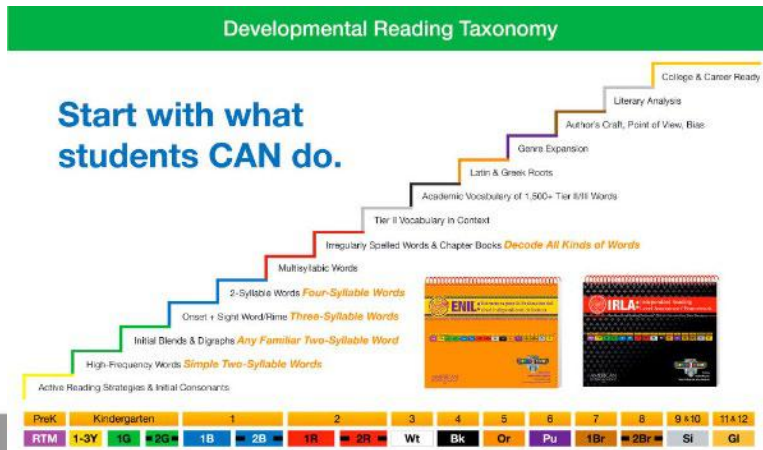 Developmental Reading Taxonomy
Start with what
students CAN do.
College & Career Ready
Literary Analysis
Author's Craft, Point of View, Bias
Genre Expansion
Latin & Greek Roots
Academic Vocabulary of 1,500+ Tier II/III Words
Tier II Vocabulary in Context
Irregularly Spelled Words & Chapter Books Decode All Kinds of Words
Multisyllabic Words
2-Syllable Words Four-Syllable Words
Onset + Sight Word/Rime Three-Syllable Words
Initial Blends & Digraphs Any Familiar Two-Syllable Word
High-Frequency Words Simple Two-Syllable Words
Active Reading Strategies & Initial Consonants
ENIL:
IRLA:
PreK Kindergarten 1 2 3 4 5 6 7 8 9 & 10 11 & 12
RTM 1-3Y 1G 2G 1B 2B 1R 2R Wt Bk Or Pu 1Br 2Br Si Gl